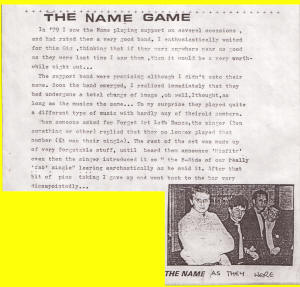 THE NAME GAME
In '79 I saw the Name playing support on several occasions ,
and had rated them a very good band, I enthusiastically waited
for this Gig ,thinking that if they were anywhere near as good
as they were last time I saw them ,then it would be a very worth-
while night out...
The support band were promising although I didn't note their
name. Soon the band emerged, I realised immediately that they
had undergone a total change of image ,oh well,Ithought,as
long as the musics the same... To my surprise they played quite
a different type of music with hardly any of their old numbers.
When someone asked for Forget Art Lets Dance, the singer (
something or other) replied that they no longer played that
number (it was their single). The rest of the set was made up
of very forgetable stuff, until heard them announce 'Misfits'
even then the singer introduced it as " the B-Side of our really
'fab' single" leering sarchastically as he said it. After that
bit of piss taking I gave up and went back to the bar very
disappointedly...
THE NAME AS THEY WERE